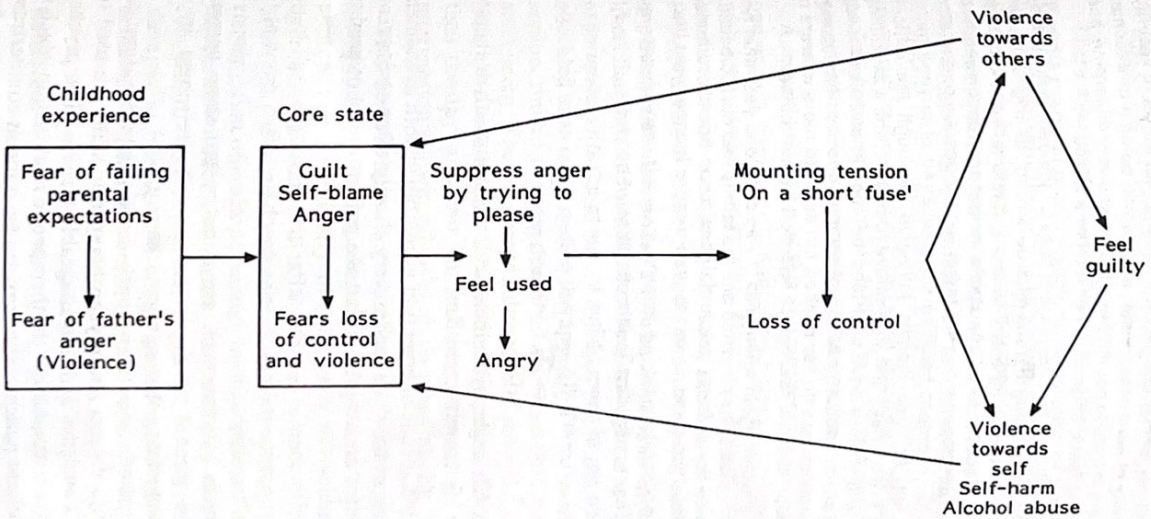 Childhood
experience
Fear of failing
parental
expectations
Fear of father's
anger
(Violence)
Core state
Guilt
Self-blame
Anger
Fears loss
of control
and violence
Suppress anger
by trying to
please
Feel used
Angry
Mounting tension
'On a short fuse'
Loss of control
Violence
towards
others
Feel
guilty
Violence
towards
self
Self-harm
Alcohol abuse